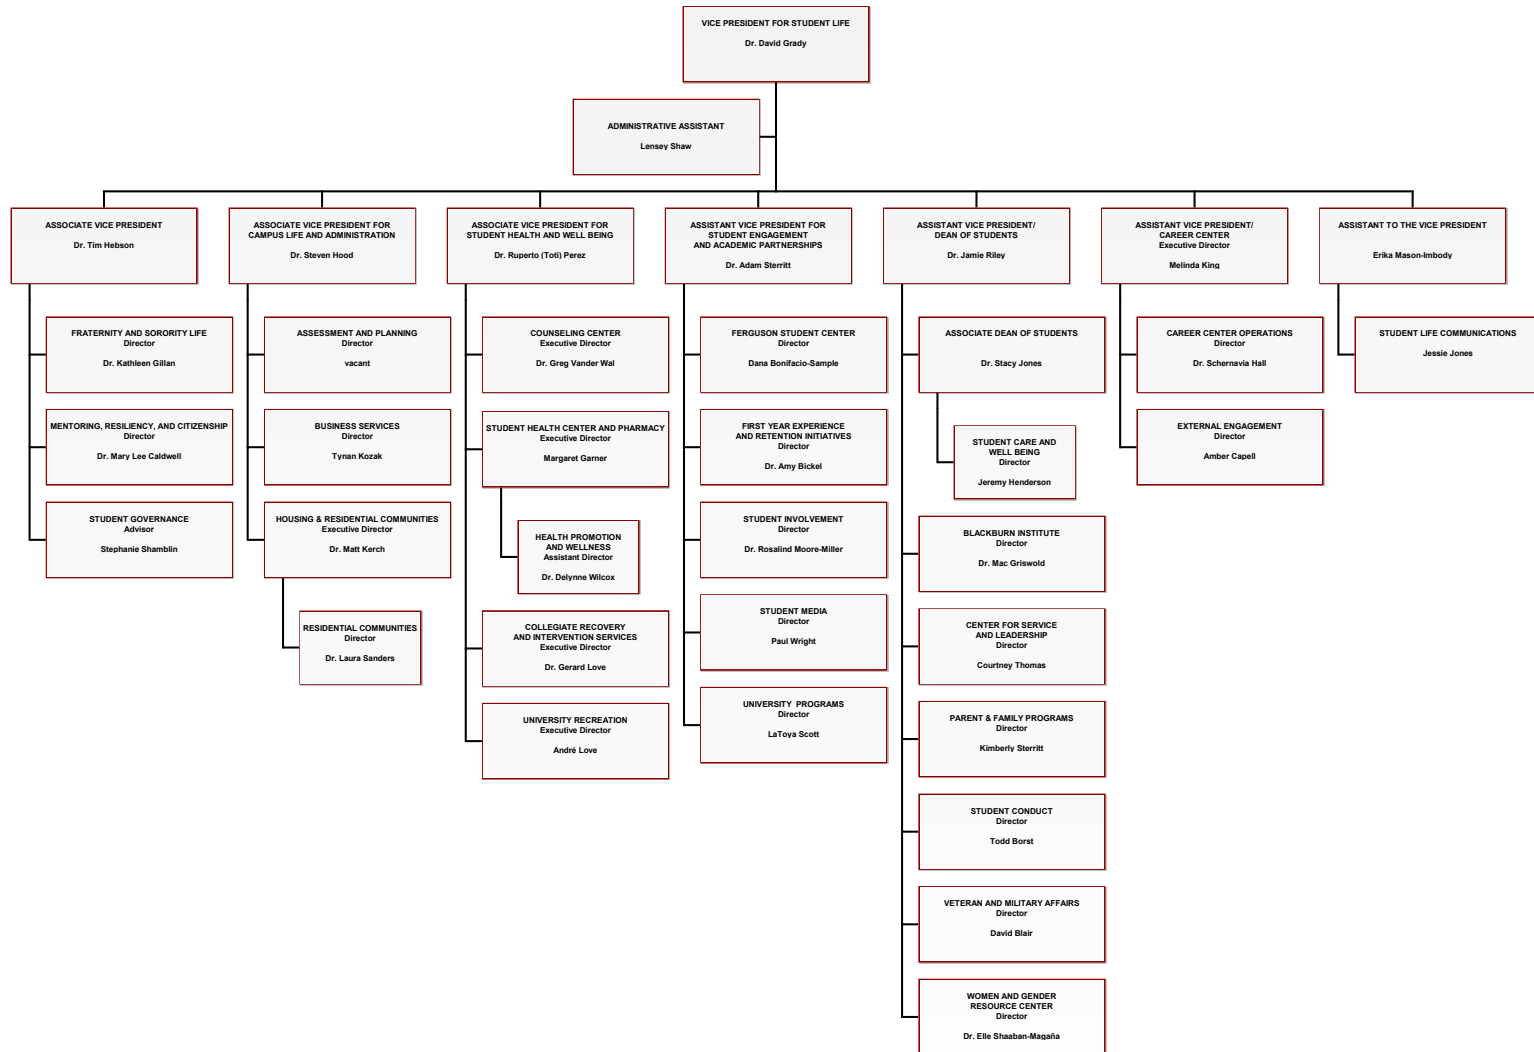 VICE PRESIDENT FOR STUDENT LIFE
Dr. David Grady
ADMINISTRATIVE ASSISTANT
Lensey Shaw
ASSOCIATE VICE PRESIDENT
Dr. Tim Hebson
FRATERNITY AND SORORITY LIFE
Director
Dr. Kathleen Gillan
MENTORING, RESILIENCY, AND CITIZENSHIP
Director
Dr. Mary Lee Caldwell
STUDENT GOVERNANCE
Advisor
Stephanie Shamblin
ASSOCIATE VICE PRESIDENT FOR
CAMPUS LIFE AND ADMINISTRATION
Dr. Steven Hood
ASSESSMENT AND PLANNING
Director
vacant
BUSINESS SERVICES
Director
Tynan Kozak
HOUSING & RESIDENTIAL COMMUNITIES
Executive Director
Dr. Matt Kerch
RESIDENTIAL COMMUNITIES
Director
Dr. Laura Sanders
ASSOCIATE VICE PRESIDENT FOR
STUDENT HEALTH AND WELL BEING
Dr. Ruperto (Toti) Perez
COUNSELING CENTER
Executive Director
Dr. Greg Vander Wal
STUDENT HEALTH CENTER AND PHARMACY
Executive Director
Margaret Garner
HEALTH PROMOTION
AND WELLNESS
Assistant Director
Dr. Delynne Wilcox
COLLEGIATE RECOVERY
AND INTERVENTION SERVICES
Executive Director
Dr. Gerard Love
UNIVERSITY RECREATION
Executive Director
André Love
ASSISTANT VICE PRESIDENT FOR
STUDENT ENGAGEMENT
AND ACADEMIC PARTNERSHIPS
Dr. Adam Sterritt
FERGUSON STUDENT CENTER
Director
Dana Bonifacio-Sample
FIRST YEAR EXPERIENCE
AND RETENTION INITIATIVES
Director
Dr. Amy Bickel
STUDENT INVOLVEMENT
Director
Dr. Rosalind Moore-Miller
STUDENT MEDIA
Director
Paul Wright
UNIVERSITY PROGRAMS
Director
LaToya Scott
ASSISTANT VICE PRESIDENT/
DEAN OF STUDENTS
Dr. Jamie Riley
ASSOCIATE DEAN OF STUDENTS
Dr. Stacy Jones
STUDENT CARE AND
WELL BEING
Director
Jeremy Henderson
BLACKBURN INSTITUTE
Director
Dr. Mac Griswold
CENTER FOR SERVICE
AND LEADERSHIP
Director
Courtney Thomas
PARENT & FAMILY PROGRAMS
Director
Kimberly Sterritt
STUDENT CONDUCT
Director
Todd Borst
VETERAN AND MILITARY AFFAIRS
Director
David Blair
WOMEN AND GENDER
RESOURCE CENTER
Director
Dr. Elle Shaaban-Magaña
ASSISTANT VICE PRESIDENT/
CAREER CENTER
Executive Director
Melinda King
CAREER CENTER OPERATIONS
Director
Dr. Schernavia Hall
EXTERNAL ENGAGEMENT
Director
Amber Capell
ASSISTANT TO THE VICE PRESIDENT
Erika Mason-Imbody
STUDENT LIFE COMMUNICATIONS
Jessie Jones